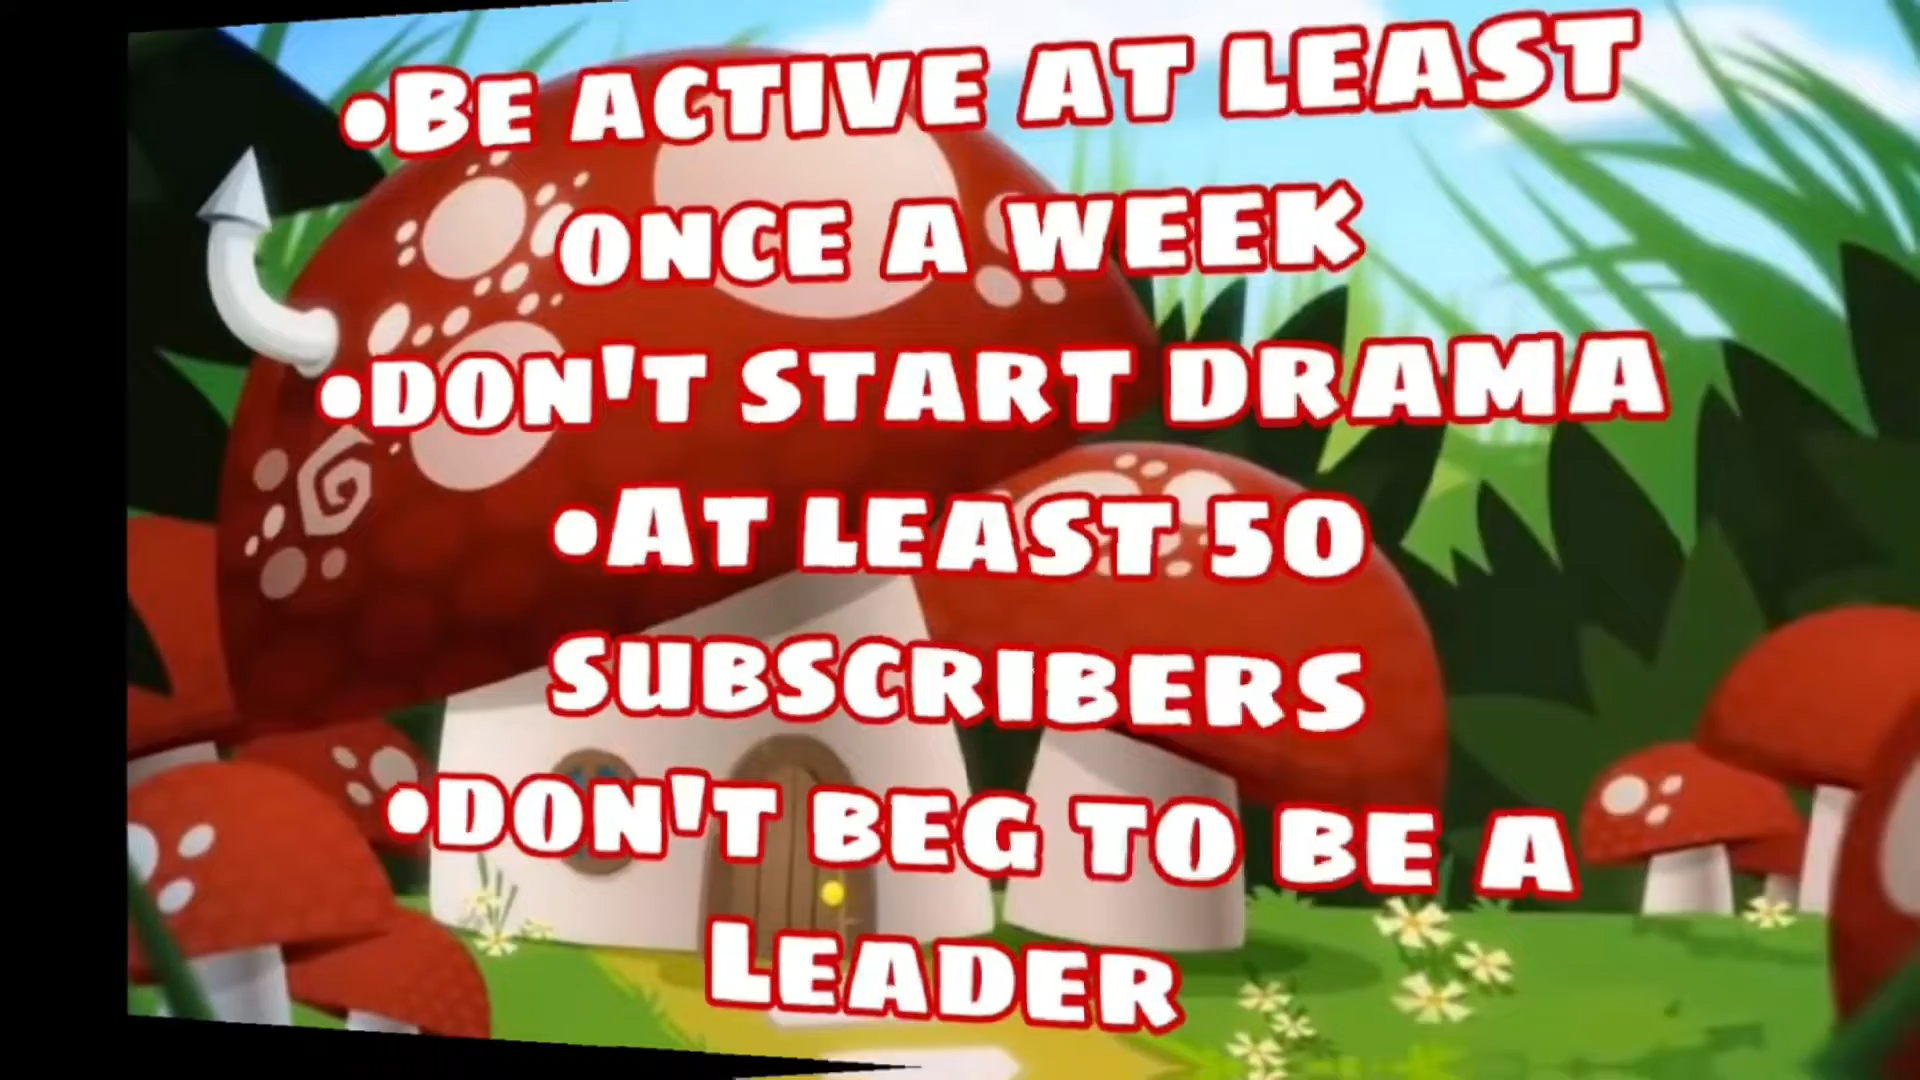 •Be active at least
once a week
•don't start drama
•At least 50
subscribers
•don't beg to be a
Leader